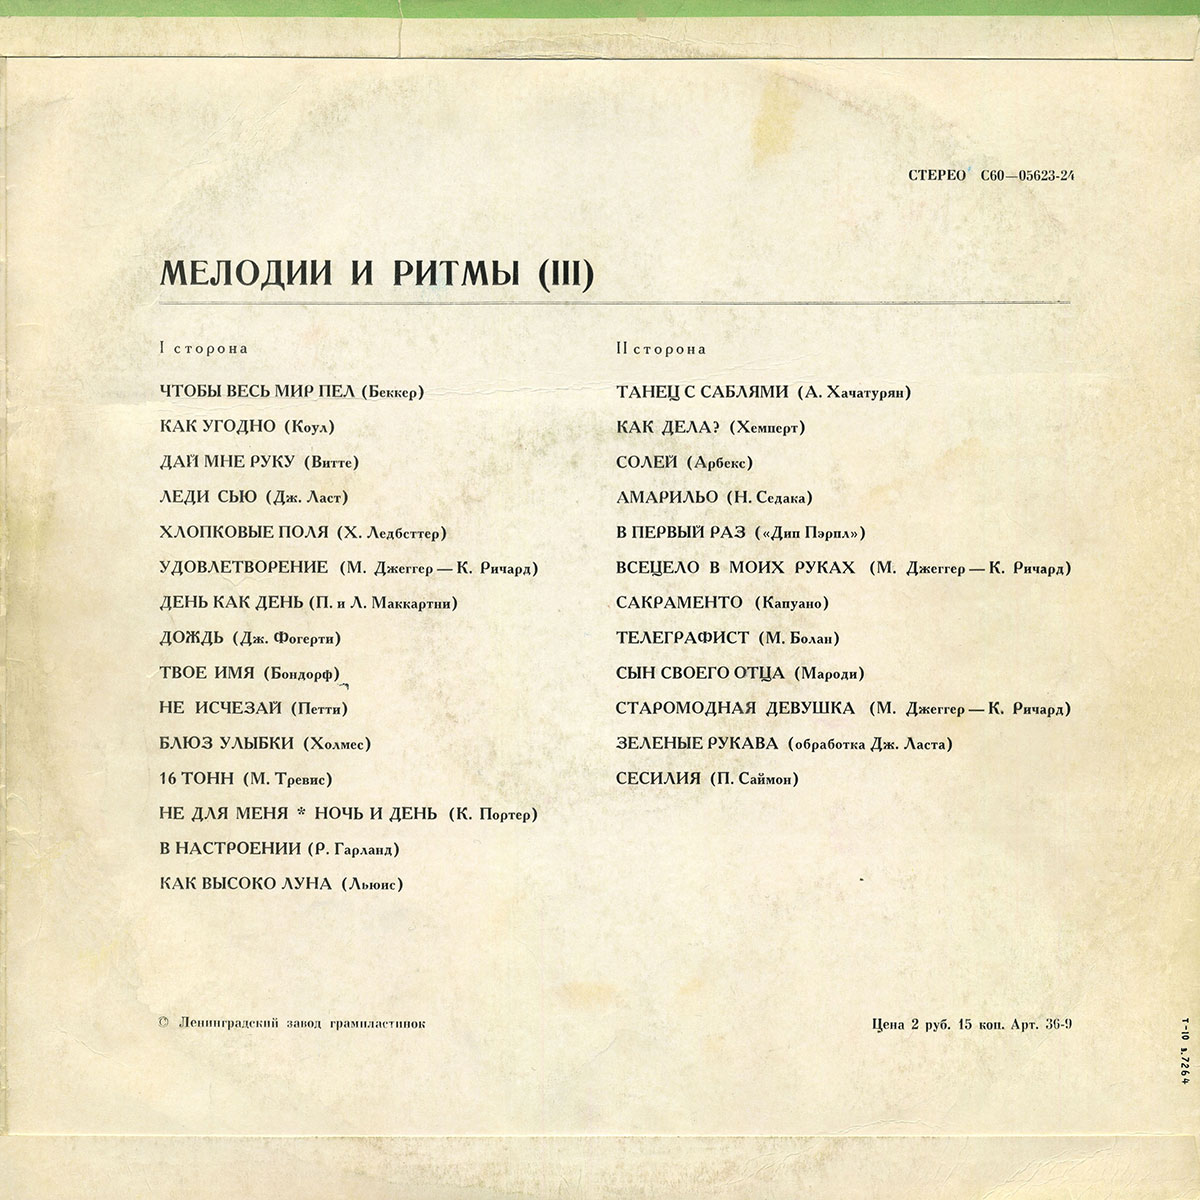 СТЕРЕО С60—05623-24
МЕЛОДИИ И РИТМЫ (III)
I сторона
ЧТОБЫ ВЕСЬ МИР ПЕЛ (Беккер)
КАК УГОДНО (Коул)
ДАЙ МНЕ РУКУ (Витте)
ЛЕДИ СЬЮ (Дж. Ласт)
ХЛОПКОВЫЕ ПОЛЯ (Х. Ледбеттер)
УДОВЛЕТВОРЕНИЕ (М. Джеггер — К. Ричард)
ДЕНЬ КАК ДЕНЬ (П. и Л. Маккартни)
ДОЖДЬ (Дж. Фогерти)
ТВОЕ ИМЯ (Бондорф)
НЕ ИСЧЕЗАЙ (Петти)
БЛЮЗ УЛЫБКИ (Холмес)
16 ТОНН (М. Тревис)
НЕ ДЛЯ МЕНЯ * НОЧЬ И ДЕНЬ (К. Портер)
В НАСТРОЕНИИ (Р. Гарланд)
КАК ВЫСОКО ЛУНА (Льюис)
II сторона
ТАНЕЦ С САБЛЯМИ (А. Хачатурян)
КАК ДЕЛА? (Хемперт)
СОЛЕЙ (Арбекс)
АМАРИЛЬО (Н. Седака)
В ПЕРВЫЙ РАЗ («Дип Пэрпл»)
ВСЕЦЕЛО В МОИХ РУКАХ (М. Джеггер — К. Ричард)
САКРАМЕНТО (Капуано)
ТЕЛЕГРАФИСТ (М. Болан)
СЫН СВОЕГО ОТЦА (Мароди)
СТАРОМОДНАЯ ДЕВУШКА (М. Джеггер — К. Ричард)
ЗЕЛЕНЫЕ РУКАВА (обработка Дж. Ласта)
СЕСИЛИЯ (П. Саймон)
© Ленинградский завод грампластинок
Цена 2 руб. 15 коп. Арт. 36-9
Т-10 з.7264